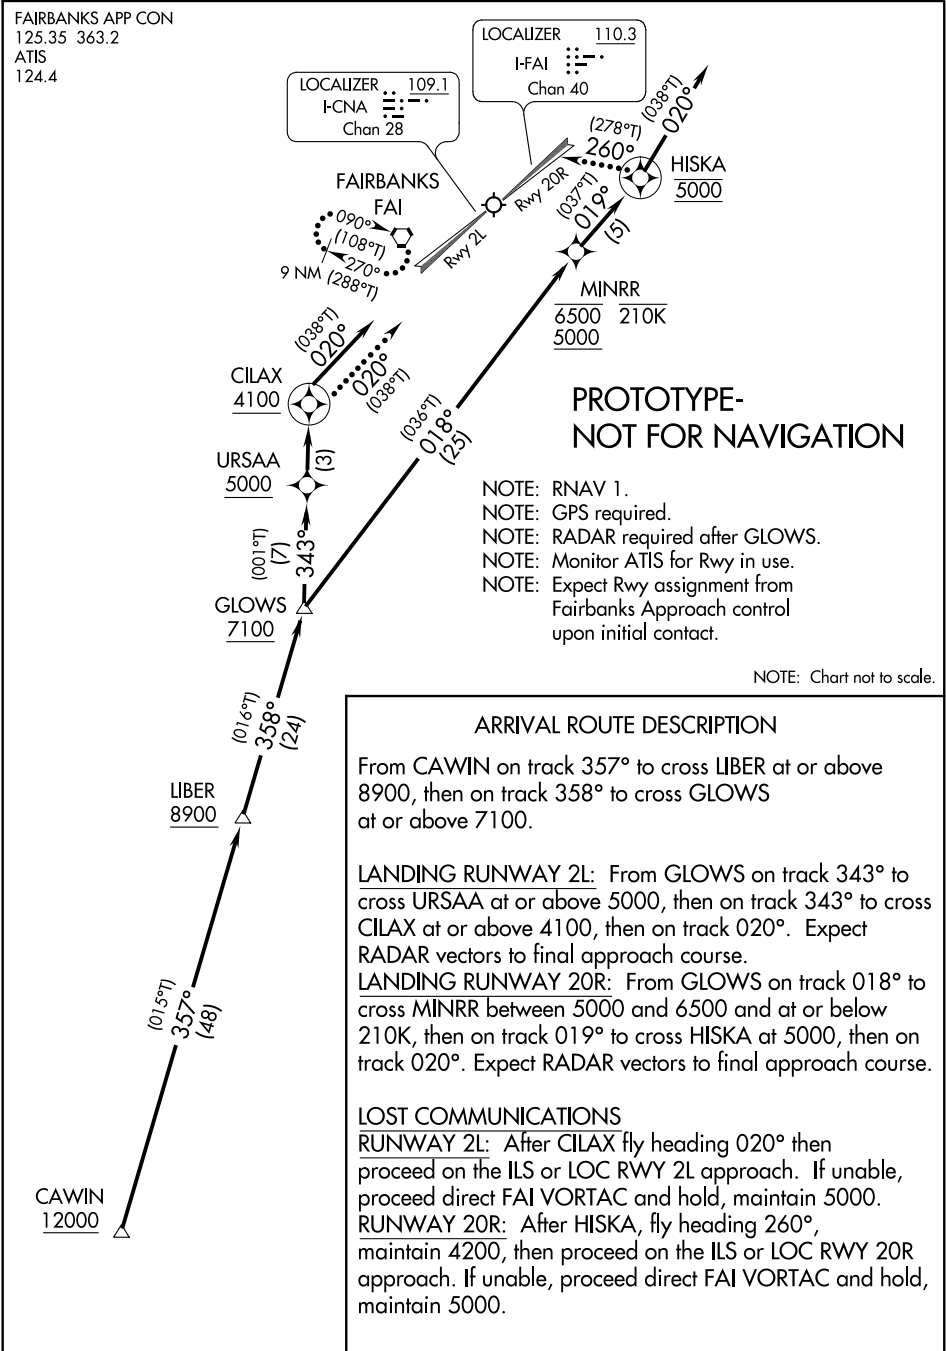 FAIRBANKS APP CON
125.35 363.2
ATIS
124.4
LOCALIZER 110.3
I-FAI
Chan 40
LOCALIZER 109.1
I-CNA
Chan 28
(038°T)
020°
(278°T)
260°
HISKA
5000
Rwy 20R
(037°T)
019°
(5)
FAIRBANKS
FAI
090°
(108°T)
270°
(288°T)
9 NM
Rwy 2L
MINRR
6500 210K
5000
(038°T)
020°
020°
(038°T)
CILAX
4100
(3)
URSAA
5000
(036°T)
018°
(25)
PROTOTYPE-
NOT FOR NAVIGATION
NOTE: RNAV 1.
NOTE: GPS required.
NOTE: RADAR required after GLOWS.
NOTE: Monitor ATIS for Rwy in use.
NOTE: Expect Rwy assignment from
Fairbanks Approach control
upon initial contact.
(001°T)
(7)
343°
GLOWS
7100
NOTE: Chart not to scale.
(016°T)
358°
(24)
LIBER
8900
(015°T)
357°
(48)
CAWIN
12000
ARRIVAL ROUTE DESCRIPTION
From CAWIN on track 357° to cross LIBER at or above
8900, then on track 358° to cross GLOWS
at or above 7100.
LANDING RUNWAY 2L: From GLOWS on track 343° to
cross URSAA at or above 5000, then on track 343° to cross
CILAX at or above 4100, then on track 020°. Expect
RADAR vectors to final approach course.
LANDING RUNWAY 20R: From GLOWS on track 018° to
cross MINRR between 5000 and 6500 and at or below
210K, then on track 019° to cross HISKA at 5000, then on
track 020°. Expect RADAR vectors to final approach course.
LOST COMMUNICATIONS
RUNWAY 2L: After CILAX fly heading 020° then
proceed on the ILS or LOC RWY 2L approach. If unable,
proceed direct FAI VORTAC and hold, maintain 5000.
RUNWAY 20R: After HISKA, fly heading 260°,
maintain 4200, then proceed on the ILS or LOC RWY 20R
approach. If unable, proceed direct FAI VORTAC and hold,
maintain 5000.